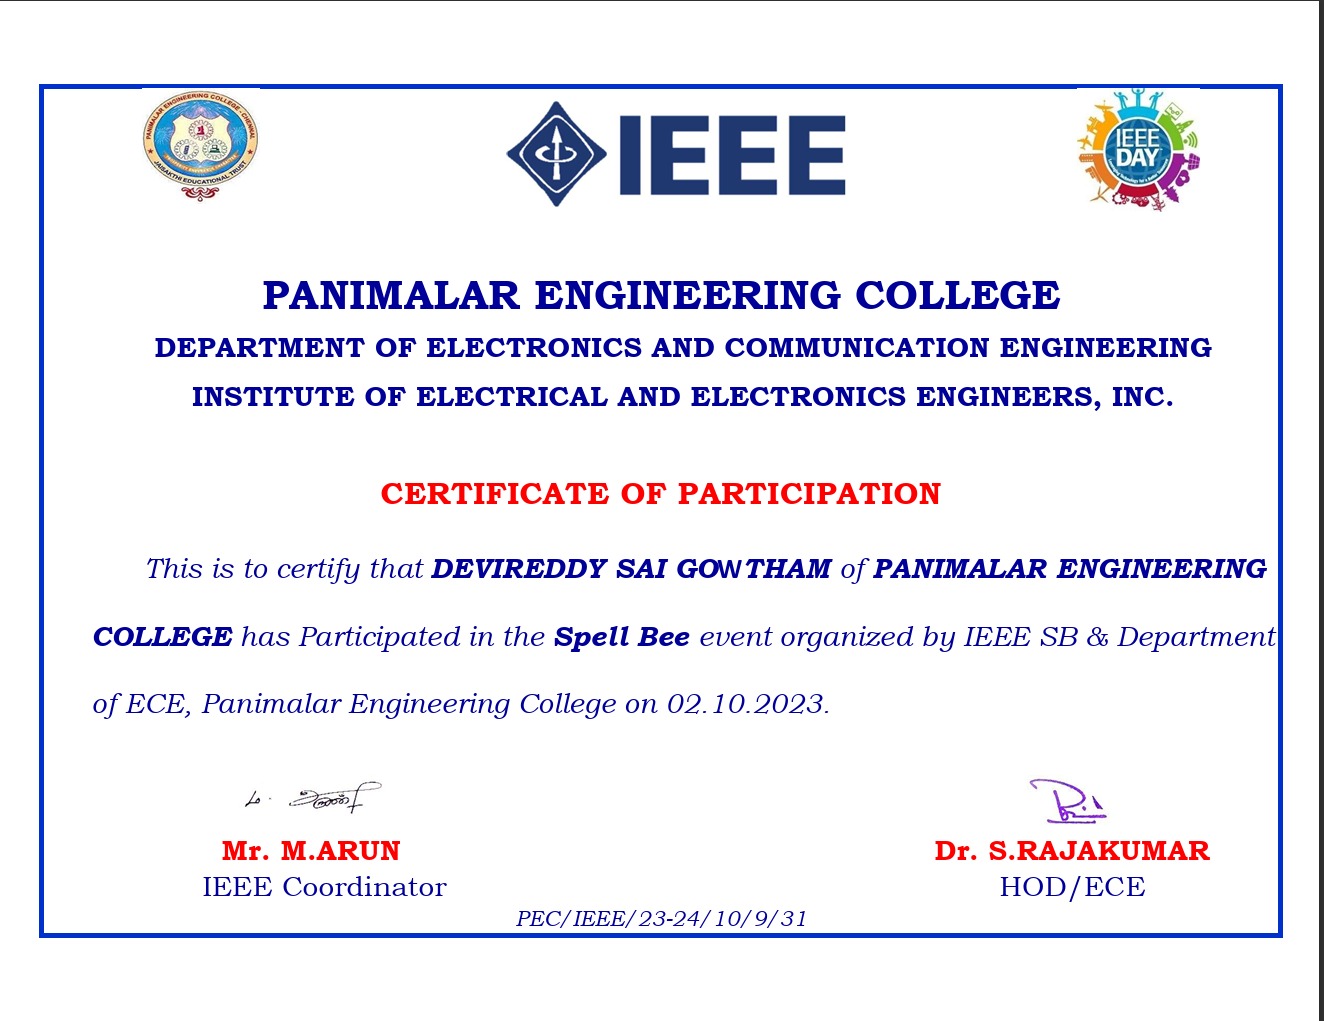 PANIMALAR ENGINEERING COLLEGE - CHENNAI
JAISAKTHI EDUCATIONAL TRUST
IEEE
IEEE
DAY
PANIMALAR ENGINEERING COLLEGE
DEPARTMENT OF ELECTRONICS AND COMMUNICATION ENGINEERING
INSTITUTE OF ELECTRICAL AND ELECTRONICS ENGINEERS, INC.
CERTIFICATE OF PARTICIPATION
This is to certify that DEVIREDDY SAI GOWTHAM of PANIMALAR ENGINEERING
COLLEGE has Participated in the Spell Bee event organized by IEEE SB & Department
of ECE, Panimalar Engineering College on 02.10.2023.
Mr. M.ARUN
Dr. S.RAJAKUMAR
IEEE Coordinator
HOD/ECE
PEC/IEEE/23-24/10/9/31